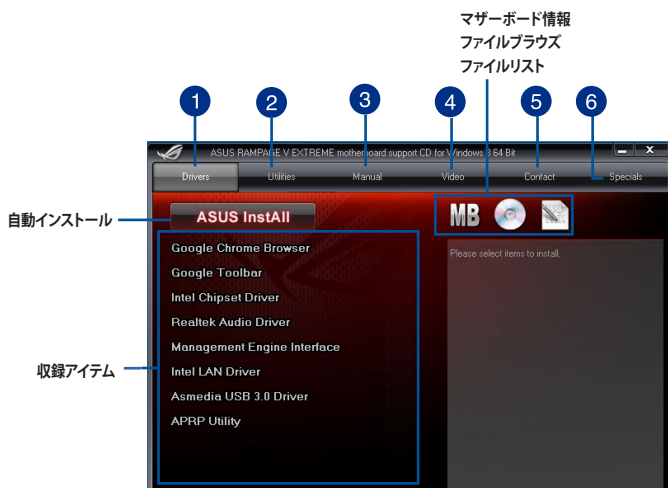 マザーボード情報
ファイルブラウズ
ファイルリスト
1
2
3
4
5
6
ASUS RAMPAGE V EXTREME motherboard support CD for Windows 8 64 Bit
Drivers
Utilities
Manual
Video
Contact
Specials
自動インストール
ASUS InstAll
MB
Please select items to install.
Google Chrome Browser
Google Toolbar
Intel Chipset Driver
Realtek Audio Driver
Management Engine Interface
収録アイテム
Intel LAN Driver
Asmedia USB 3.0 Driver
APRP Utility